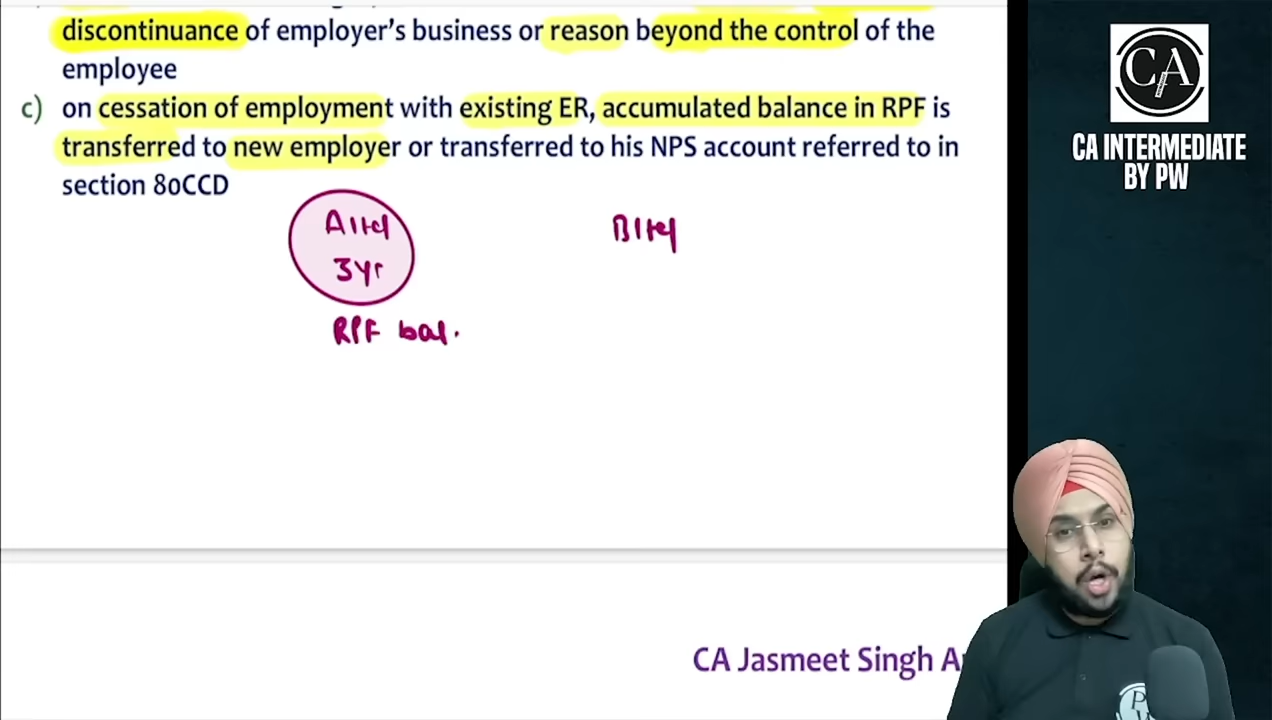 discontinuance of employer's business or reason beyond the control of the
employee
c) on cessation of employment with existing ER, accumulated balance in RPF is
transferred to new employer or transferred to his NPS account referred to in
section 80CCD
A ltd
3yr
RPF bal.
B ltd
CA
CA INTERMEDIATE
BY PW
CA Jasmeet Singh